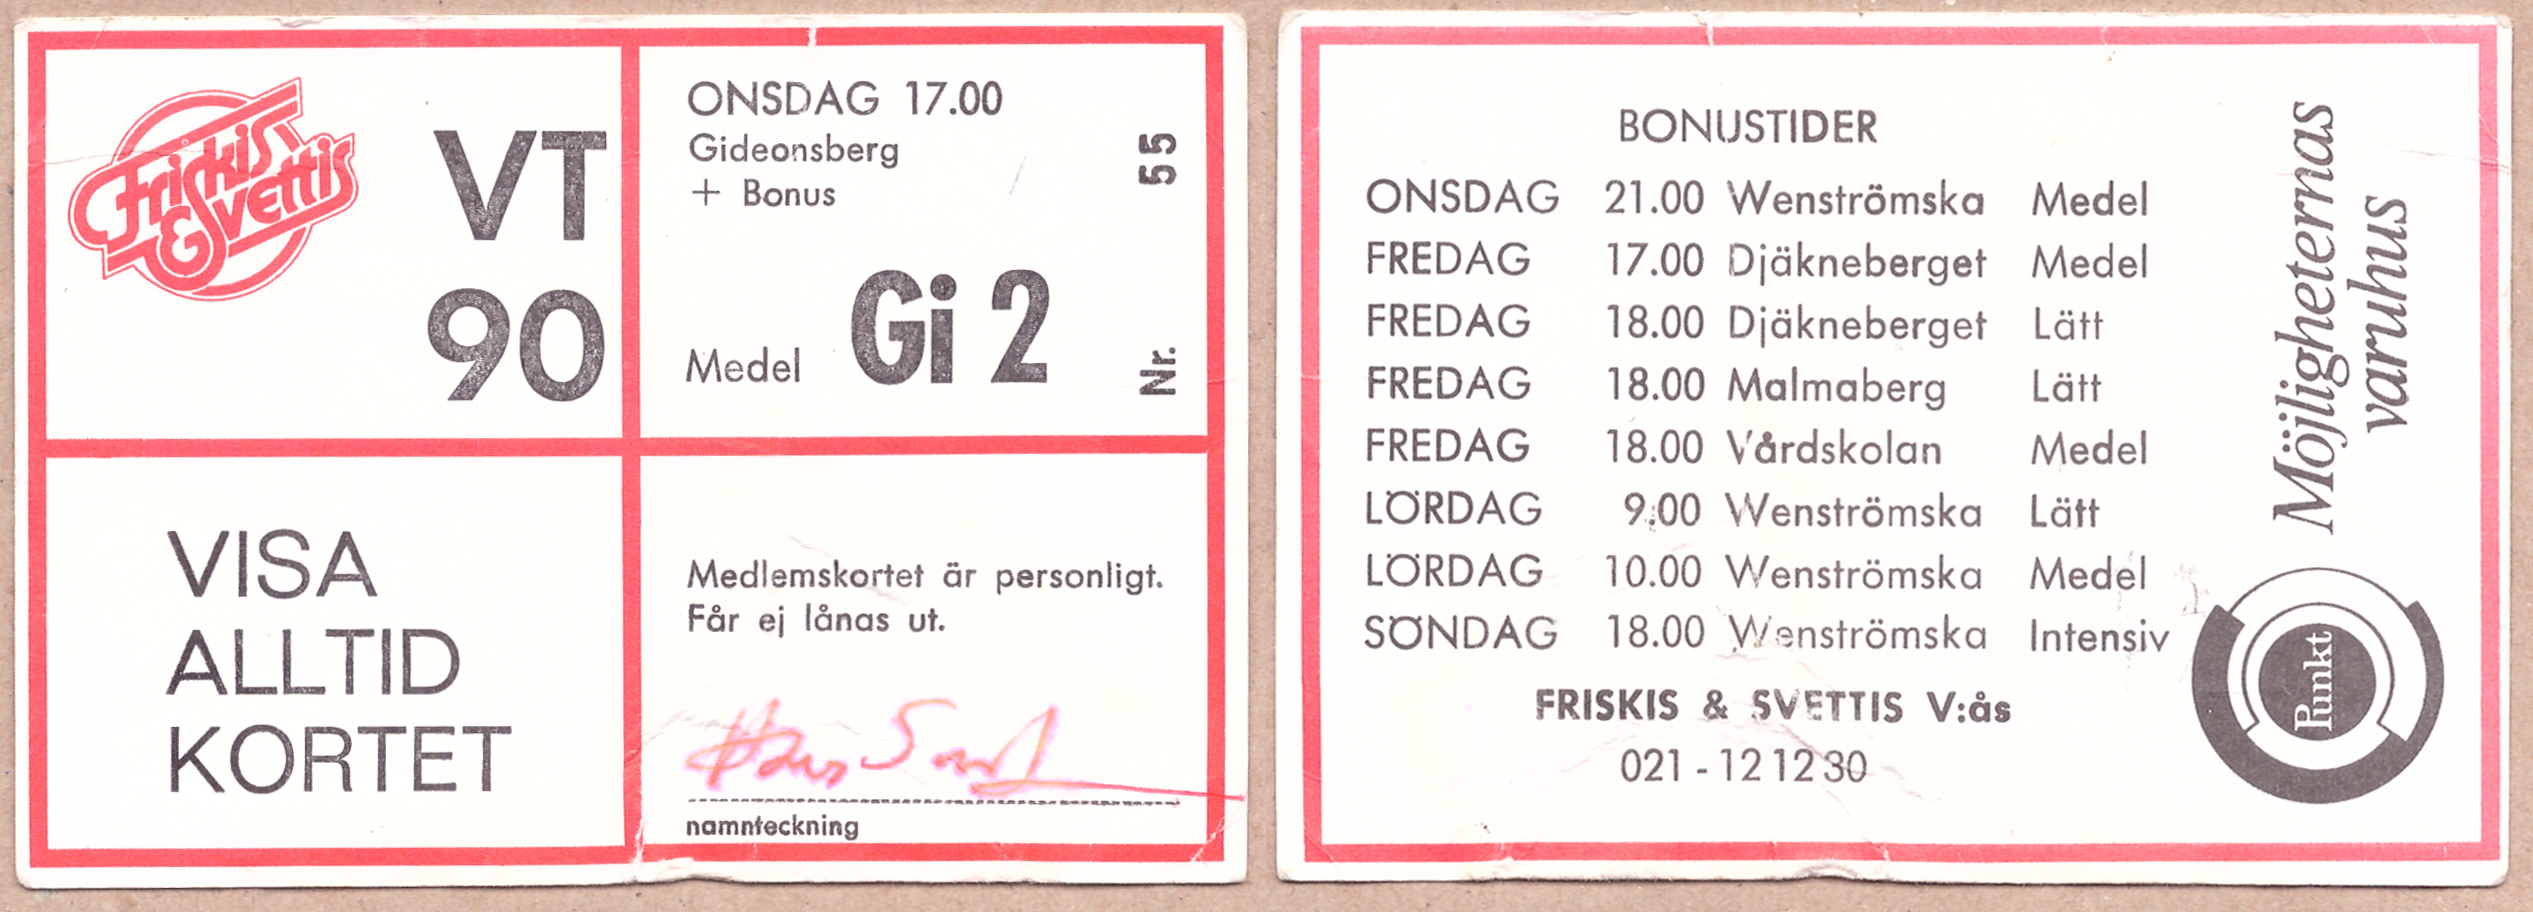 Friskis
&Svettis
VT
90
ONSDAG 17.00
Gideonsberg
+ Bonus
Medel Gi 2
Nr. 55
VISA
ALLTID
KORTET
Medlemskortet är personligt.
Får ej lånas ut.
namnteckning
BONUSTIDER
ONSDAG 21.00 Wenströmska Medel
FREDAG 17.00 Djäkneberget Medel
FREDAG 18.00 Djäkneberget Lätt
FREDAG 18.00 Malmaberg Lätt
FREDAG 18.00 Vårdskolan Medel
LÖRDAG 9.00 Wenströmska Lätt
LÖRDAG 10.00 Wenströmska Medel
SÖNDAG 18.00 Wenströmska Intensiv
FRISKIS & SVETTIS V:ås
021 - 12 12 30
Möjligheternas
varuhus
Punkt